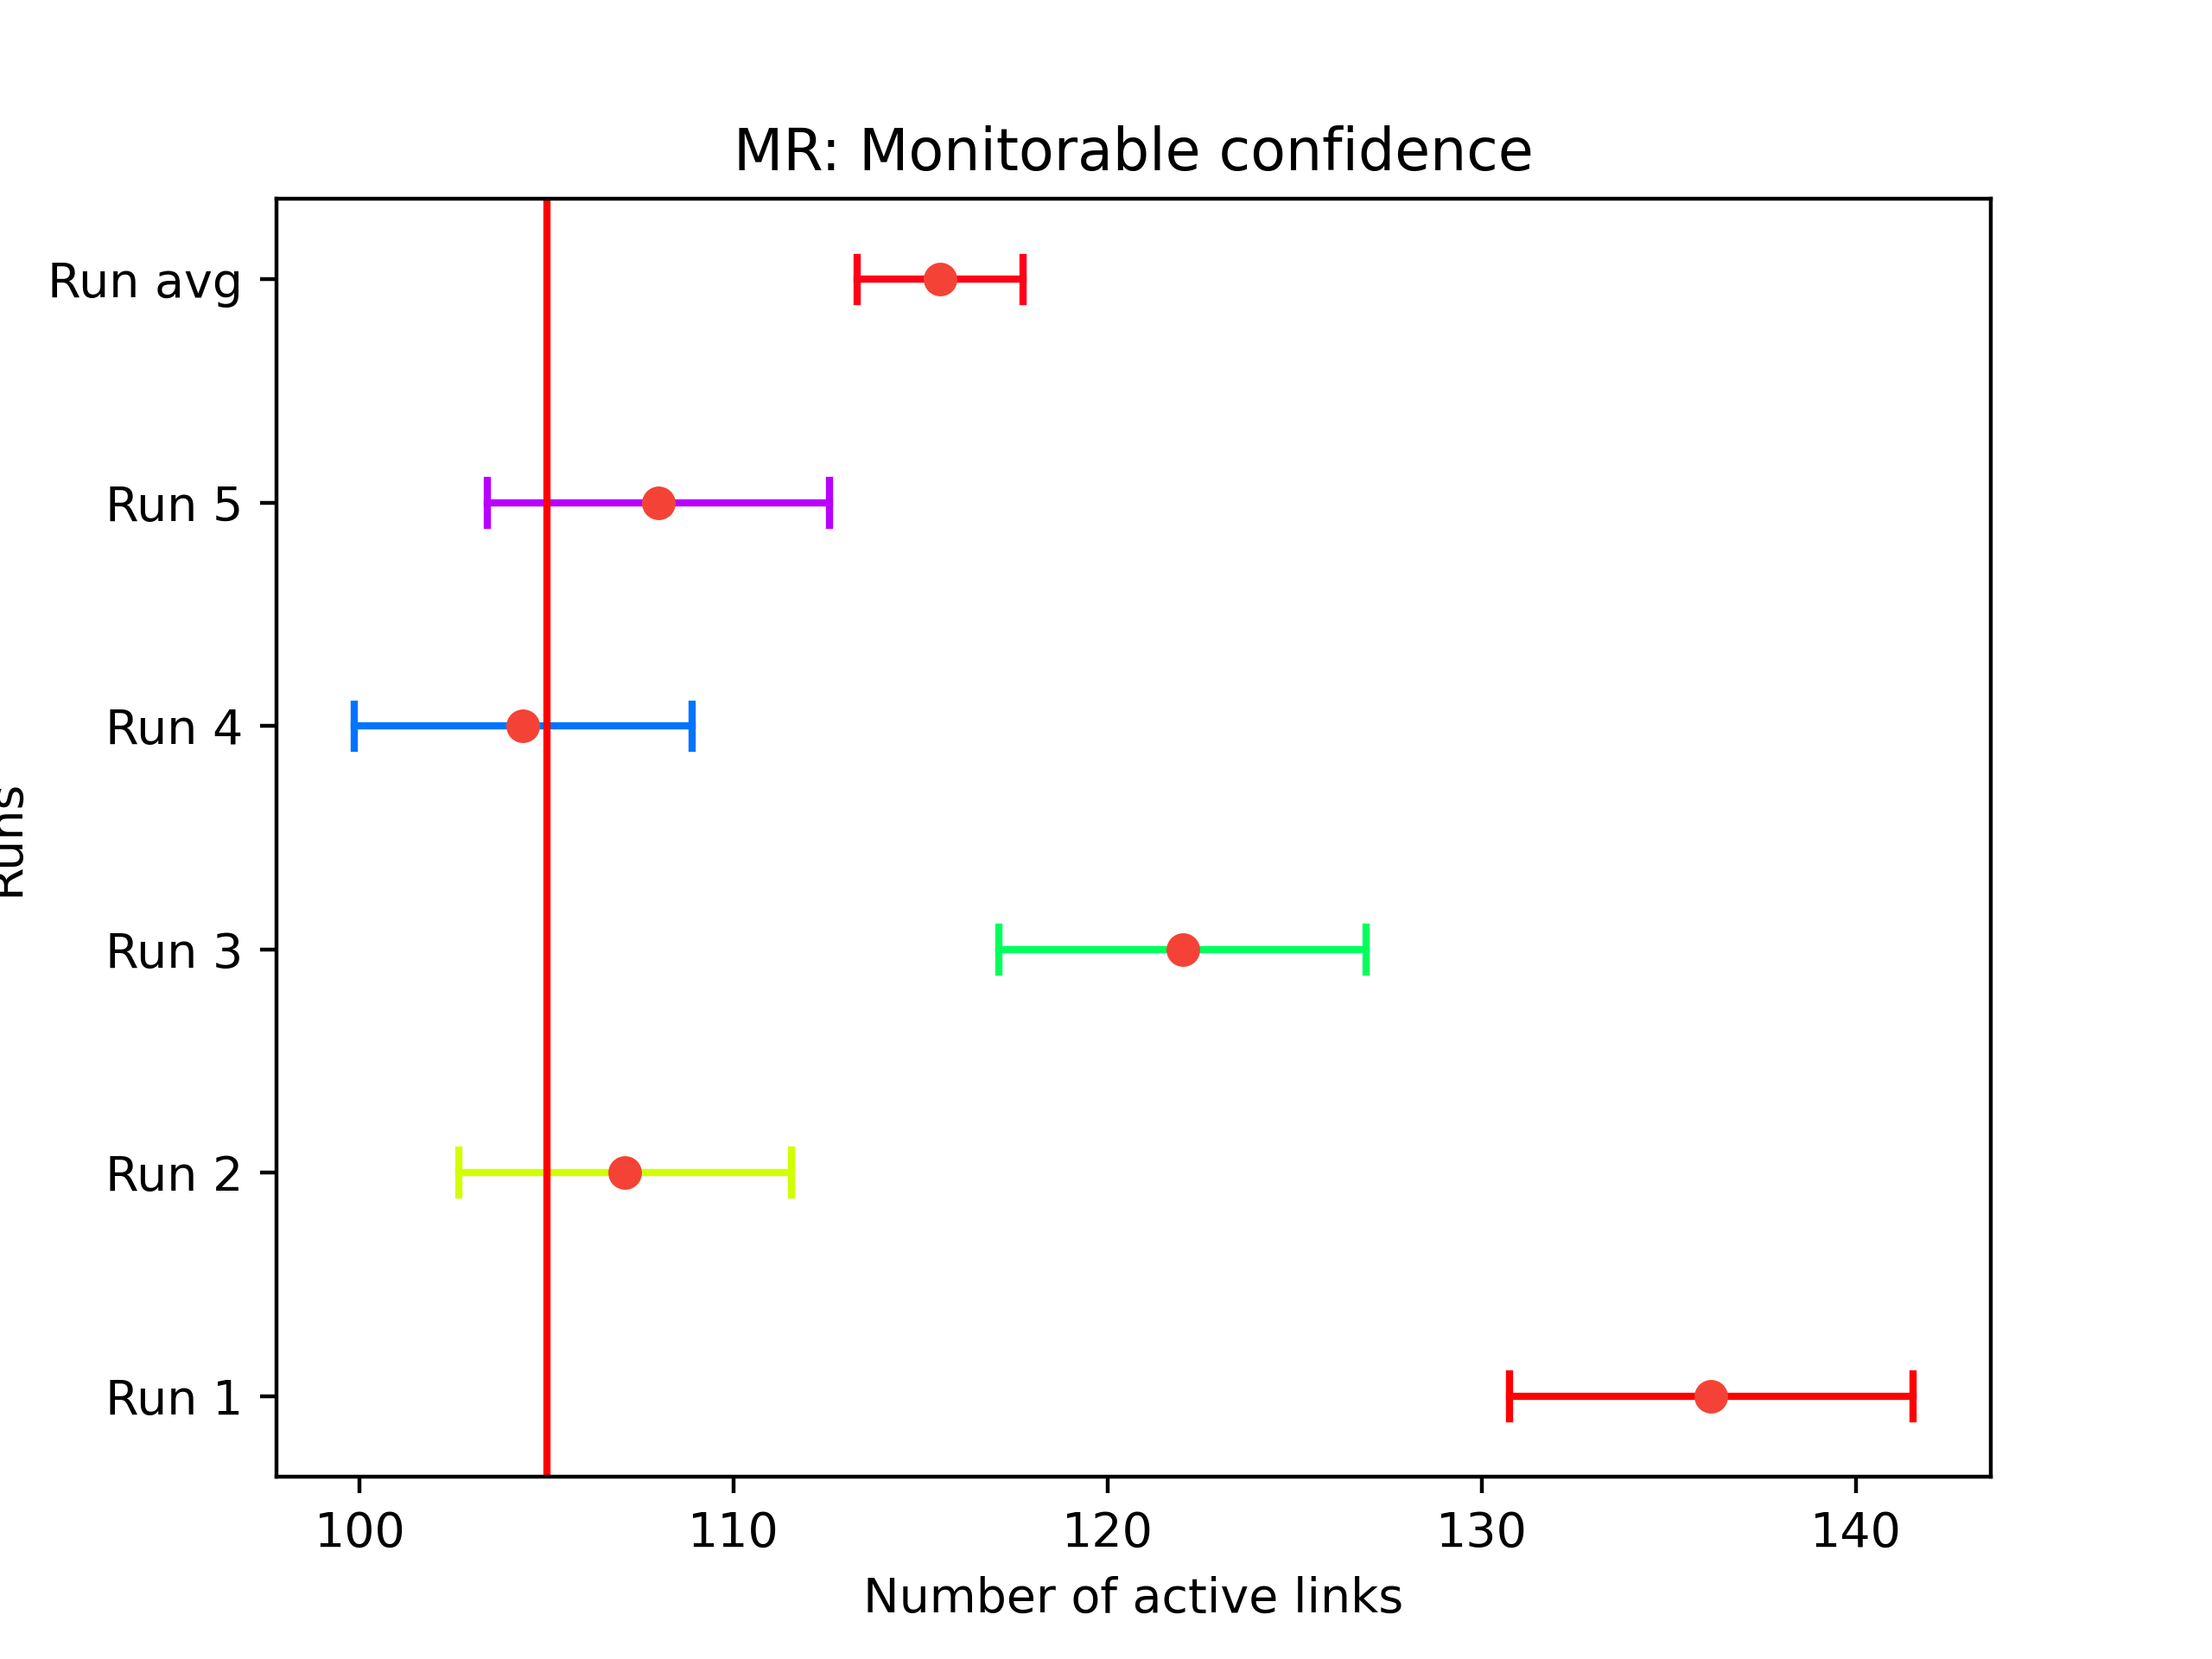 MR: Monitorable confidence
Run avg
Run 5
Run 4
Runs
Run 3
Run 2
Run 1
100 110 120 130 140
Number of active links